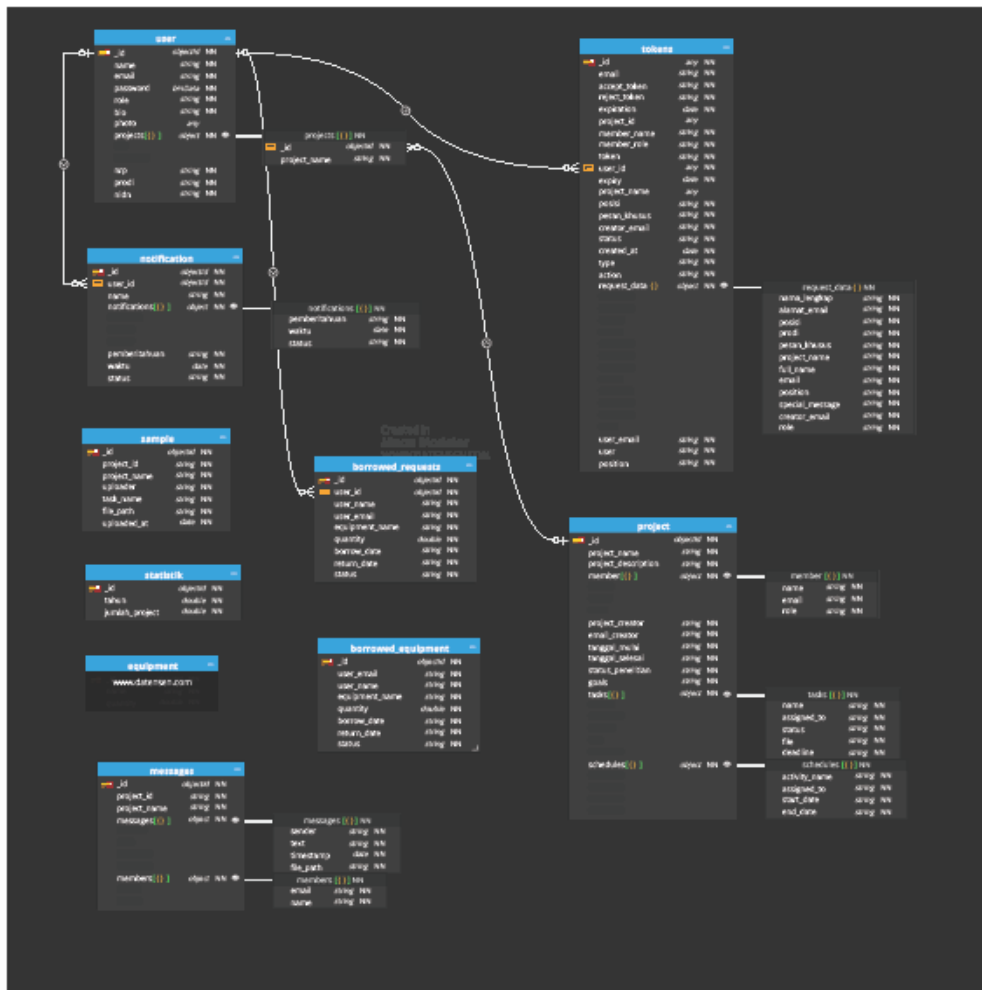 user
_id objectId NN
name string NN
email string NN
password bindata NN
role string NN
bio string NN
photo any
projects[{}] object NN
nrp string NN
prodi string NN
nidn string NN
projects [{}] NN
_id objectId NN
project_name string NN
tokens
_id any NN
email string NN
accept_token string NN
reject_token string NN
expiration date NN
project_id any
member_name string NN
member_role string NN
token string NN
user_id any NN
expiry date NN
project_name any
posisi string NN
pesan_khusus string NN
creator_email string NN
status string NN
created_at date NN
type string NN
action string NN
request_data {} object NN
user_email string NN
user string NN
position string NN
request_data {} NN
nama_lengkap string NN
alamat_email string NN
posisi string NN
prodi string NN
pesan_khusus string NN
project_name string NN
full_name string NN
email string NN
position string NN
special_message string NN
creator_email string NN
role string NN
notification
_id objectId NN
user_id objectId NN
name string NN
notifications[{}] object NN
pemberitahuan string NN
waktu date NN
status string NN
notifications [{}] NN
pemberitahuan string NN
waktu date NN
status string NN
Created in
sample
_id objectId NN
project_id string NN
project_name string NN
uploader string NN
task_name string NN
file_path string NN
uploaded_at date NN
borrowed_requests
_id objectId NN
user_id objectId NN
user_name string NN
user_email string NN
equipment_name string NN
quantity double NN
borrow_date string NN
return_date string NN
status string NN
statistik
_id objectId NN
tahun double NN
jumlah_project double NN
equipment
www.datensen.com
borrowed_equipment
_id objectId NN
user_email string NN
user_name string NN
equipment_name string NN
quantity double NN
borrow_date string NN
return_date string NN
status string NN
project
_id objectId NN
project_name string NN
project_description string NN
member[{}] object NN
project_creator string NN
email_creator string NN
tanggal_mulai string NN
tanggal_selesai string NN
status_penelitian string NN
goals string NN
tasks[{}] object NN
schedules[{}] object NN
member [{}] NN
name string NN
email string NN
role string NN
tasks [{}] NN
name string NN
assigned_to string NN
status string NN
file string NN
deadline string NN
schedules [{}] NN
activity_name string NN
assigned_to string NN
start_date string NN
end_date string NN
messages
_id objectId NN
project_id string NN
project_name string NN
messages[{}] object NN
members[{}] object NN
messages [{}] NN
sender string NN
text string NN
timestamp date NN
file_path string NN
members [{}] NN
email string NN
name string NN